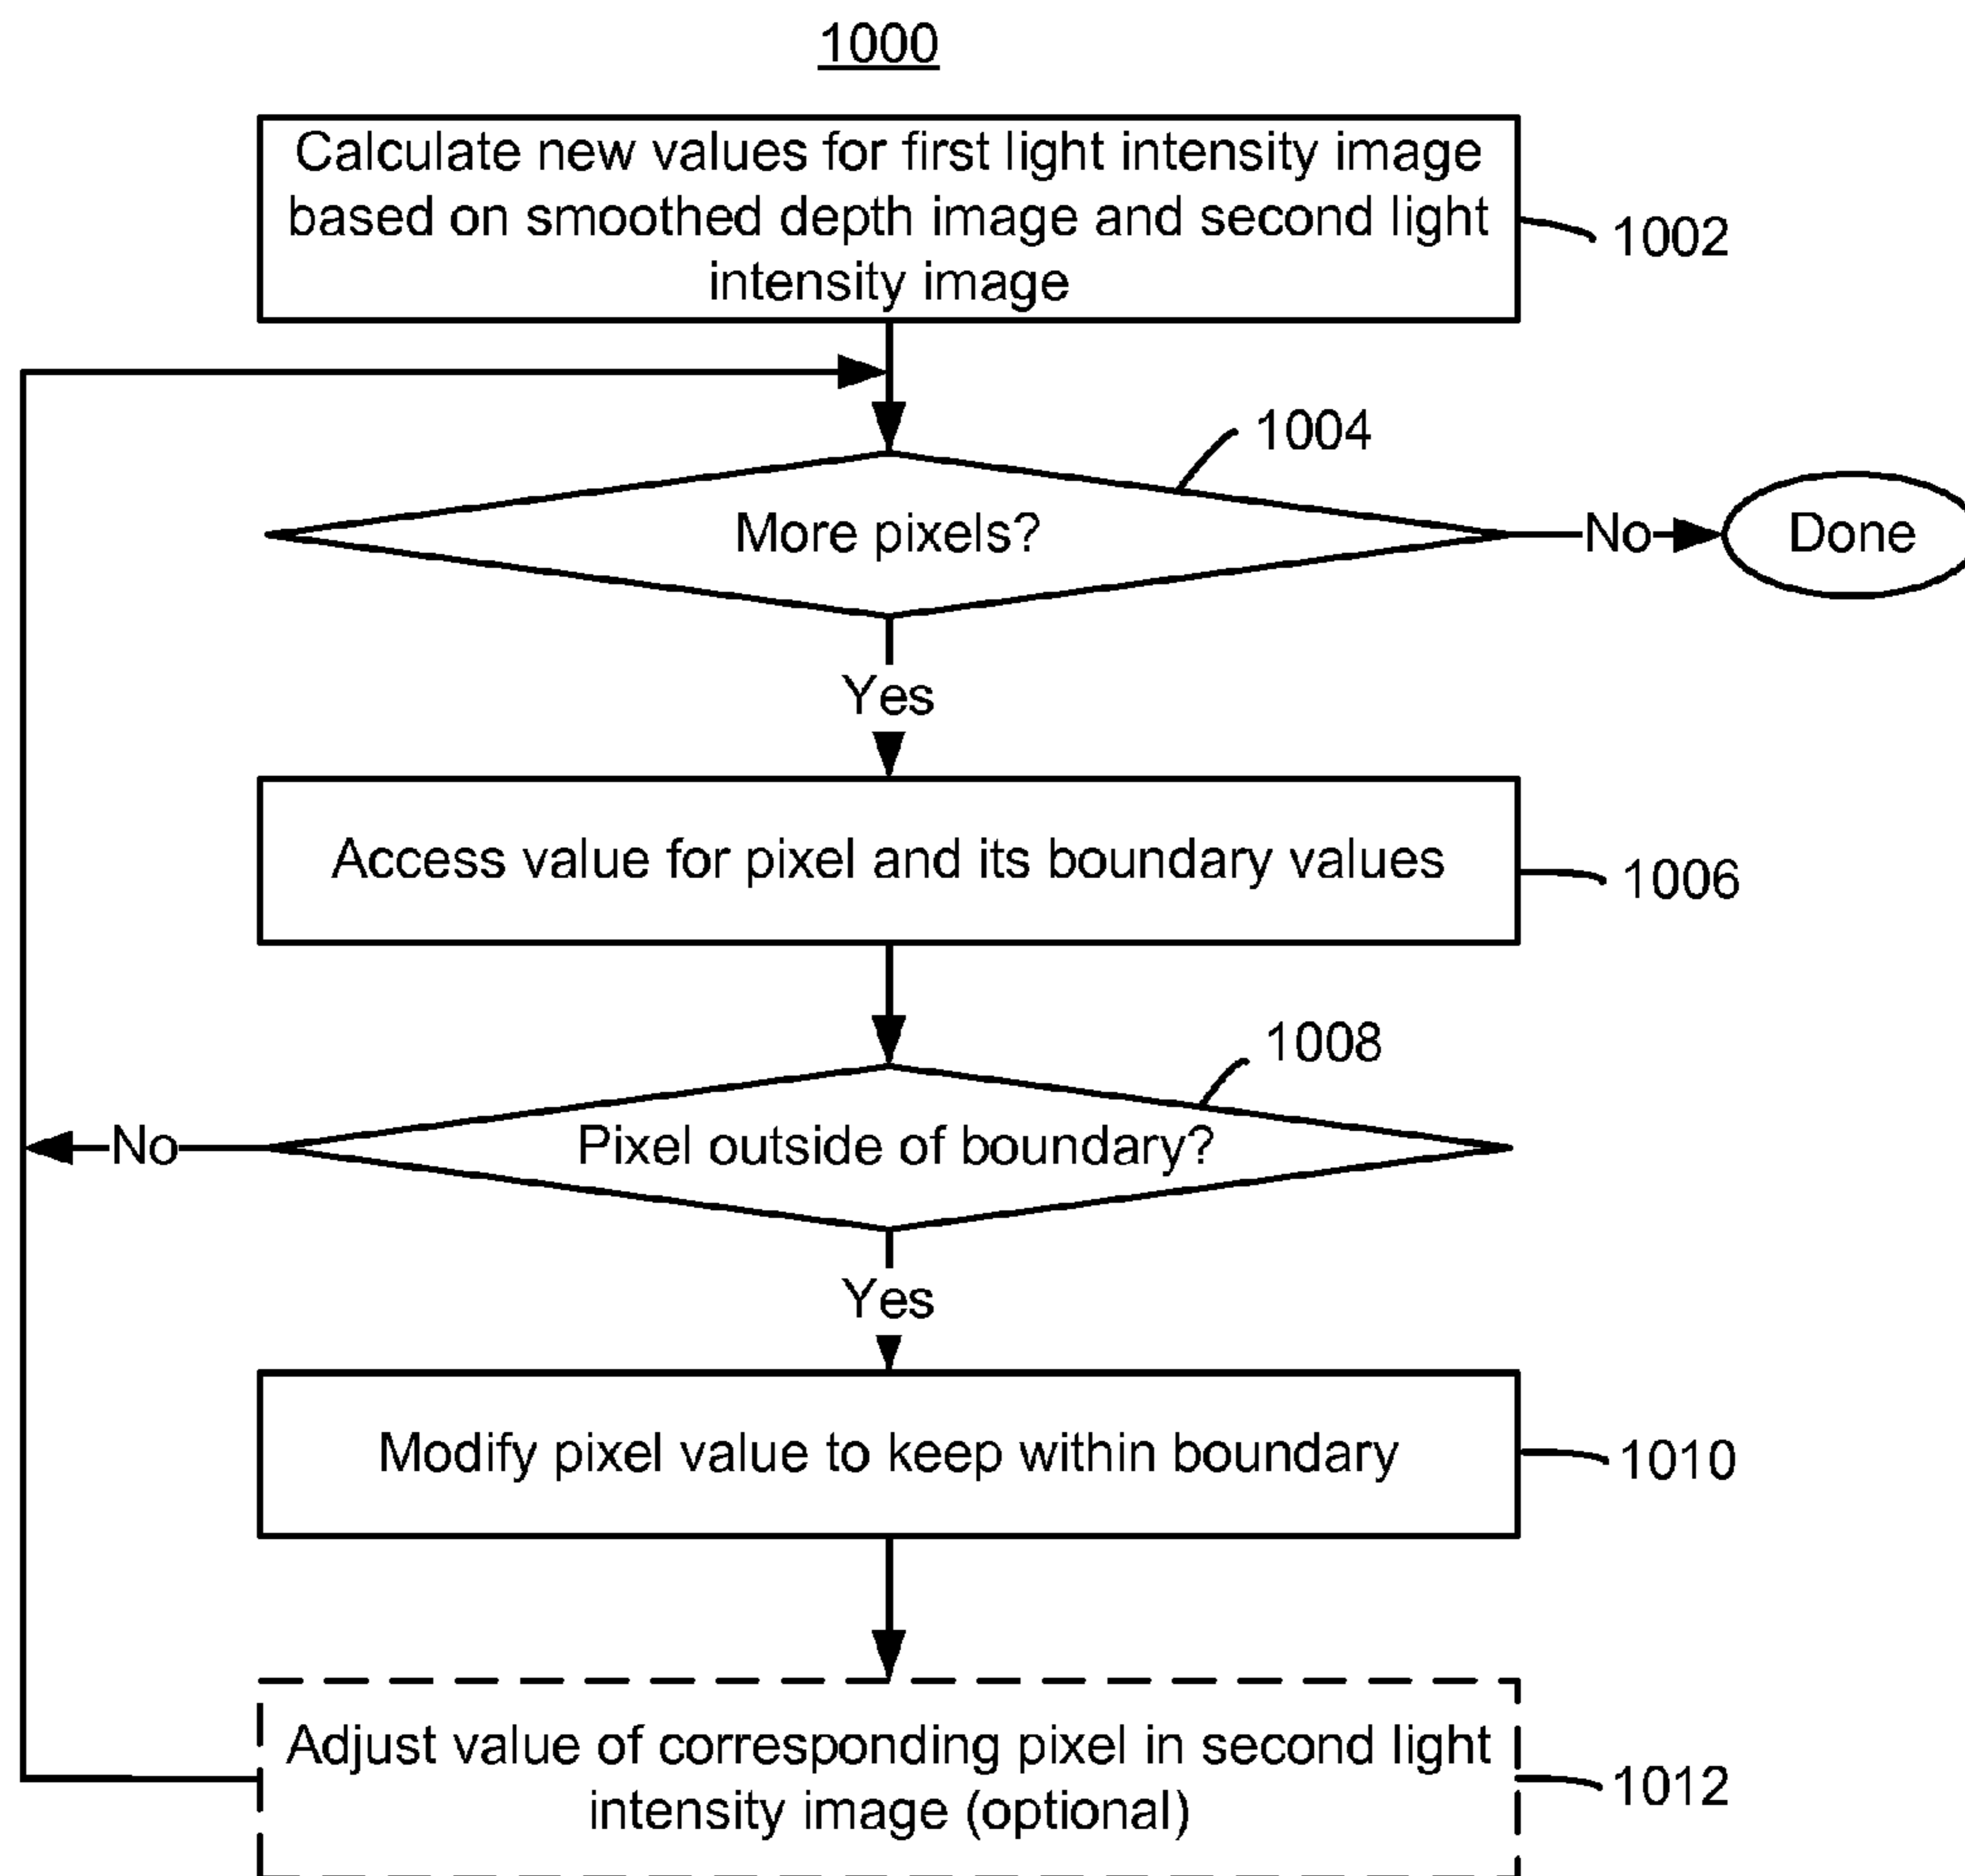 1000
Calculate new values for first light intensity image
based on smoothed depth image and second light
intensity image
1002
1004
More pixels?
No
Done
Yes
Access value for pixel and its boundary values
1006
1008
Pixel outside of boundary?
No
Yes
Modify pixel value to keep within boundary
1010
Adjust value of corresponding pixel in second light
intensity image (optional)
1012